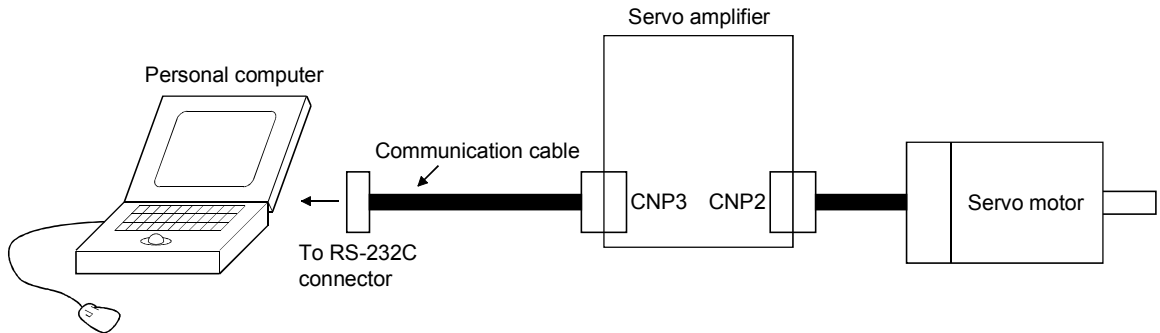 Servo amplifier
Personal computer
Communication cable
CNP3
CNP2
Servo motor
To RS-232C
connector